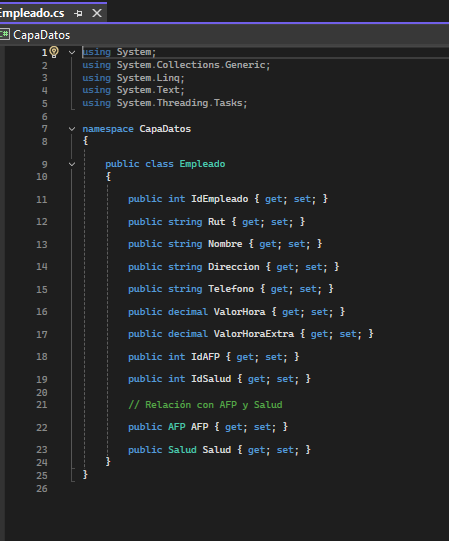 Empleado.cs
CapaDatos
1 using System;
2 using System.Collections.Generic;
3 using System.Linq;
4 using System.Text;
5 using System.Threading.Tasks;
6
7 namespace CapaDatos
8 {
9 public class Empleado
10 {
11 public int IdEmpleado { get; set; }
12 public string Rut { get; set; }
13 public string Nombre { get; set; }
14 public string Direccion { get; set; }
15 public string Telefono { get; set; }
16 public decimal ValorHora { get; set; }
17 public decimal ValorHoraExtra { get; set; }
18 public int IdAFP { get; set; }
19 public int IdSalud { get; set; }
20
21 // Relación con AFP y Salud
22 public AFP AFP { get; set; }
23 public Salud Salud { get; set; }
24 }
25 }
26